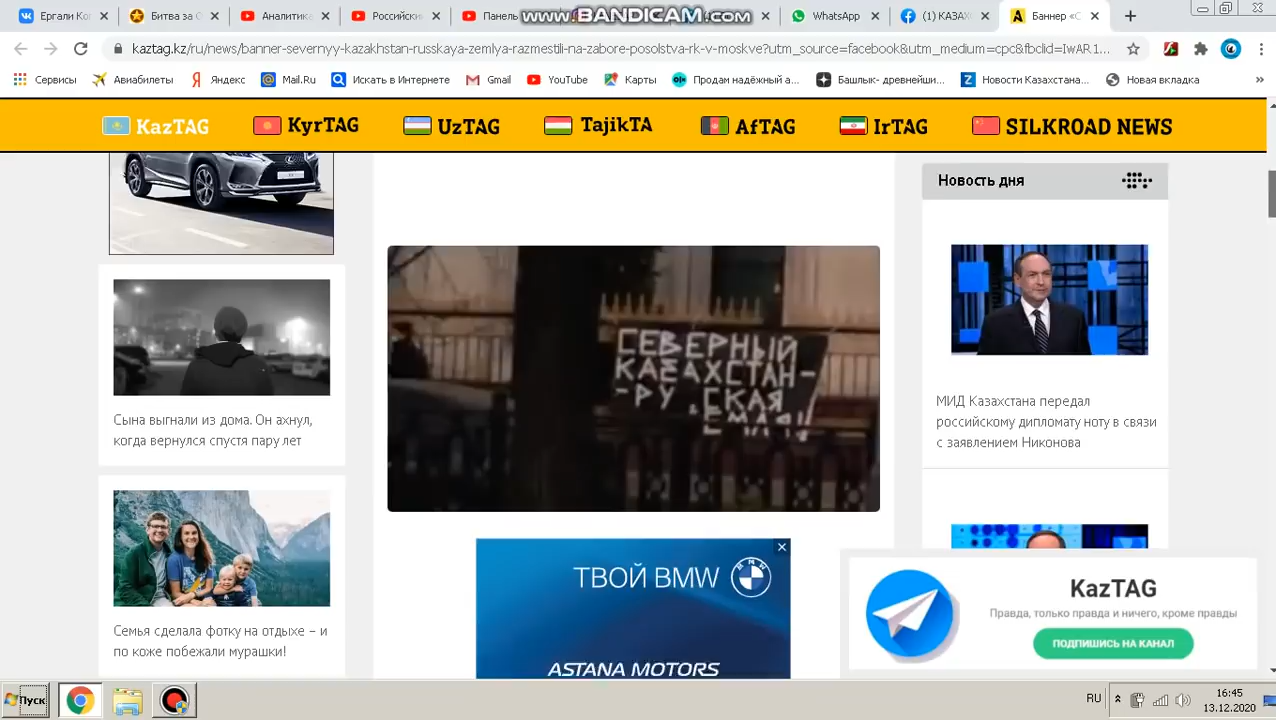 Ергали Ког
Битва за С
Аналитик
Российски
Панель
www.BANDICAM.com
WhatsApp
(1) КАЗАХ
Баннер «С
kaztag.kz/ru/news/banner-severnyy-kazakhstan-russkaya-zemlya-razmestili-na-zabore-posolstva-rk-v-moskve?utm_source=facebook&utm_medium=cpc&fbclid=IwAR1...
Сервисы
Авиабилеты
Яндекс
Mail.Ru
Искать в Интернете
Gmail
YouTube
Карты
Продам надёжный а...
Башлык- древнейши...
Новости Казахстана...
Новая вкладка
»
KazTAG
KyrTAG
UzTAG
TajikTA
AfTAG
IrTAG
SILKROAD NEWS
Сына выгнали из дома. Он ахнул,
когда вернулся спустя пару лет
Семья сделала фотку на отдыхе – и
по коже побежали мурашки!
СЕВЕРНЫЙ
КАЗАХСТАН-
ТВОЙ BMW
ASTANA MOTORS
Новость дня
МИД Казахстана передал
российскому дипломату ноту в связи
с заявлением Никонова
KazTAG
Правда, только правда и ничего, кроме правды
ПОДПИШИСЬ НА КАНАЛ
Пуск
RU
16:45
13.12.2020